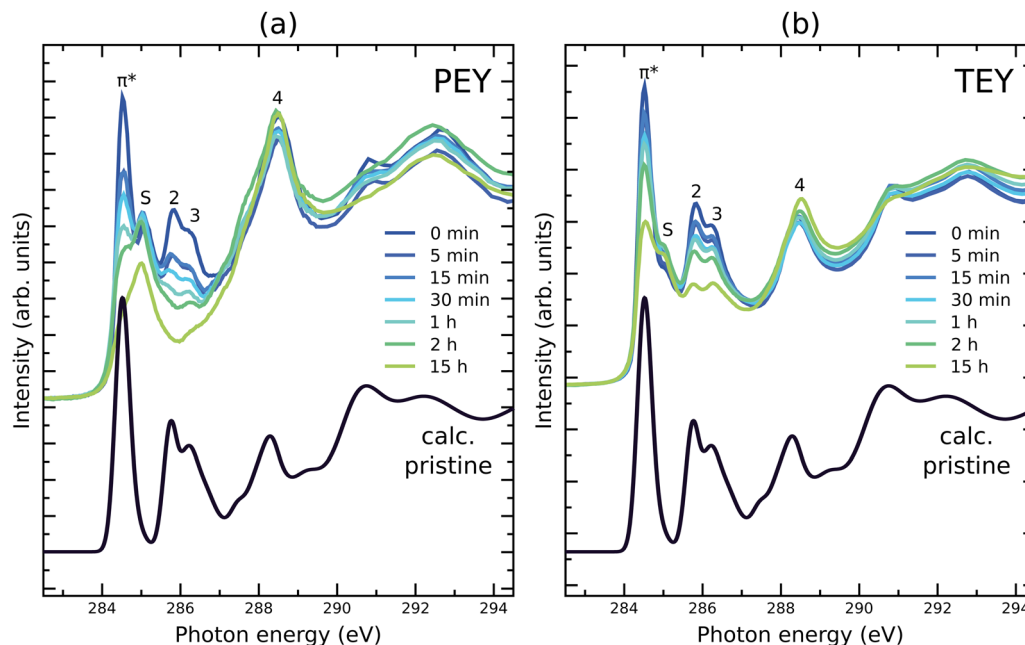 (a)
PEY
π*
S
2
3
4
0 min
5 min
15 min
30 min
1 h
2 h
15 h
calc.
pristine
Intensity (arb. units)
284 286 288 290 292 294
Photon energy (eV)
(b)
TEY
π*
S
2
3
4
0 min
5 min
15 min
30 min
1 h
2 h
15 h
calc.
pristine
Intensity (arb. units)
284 286 288 290 292 294
Photon energy (eV)